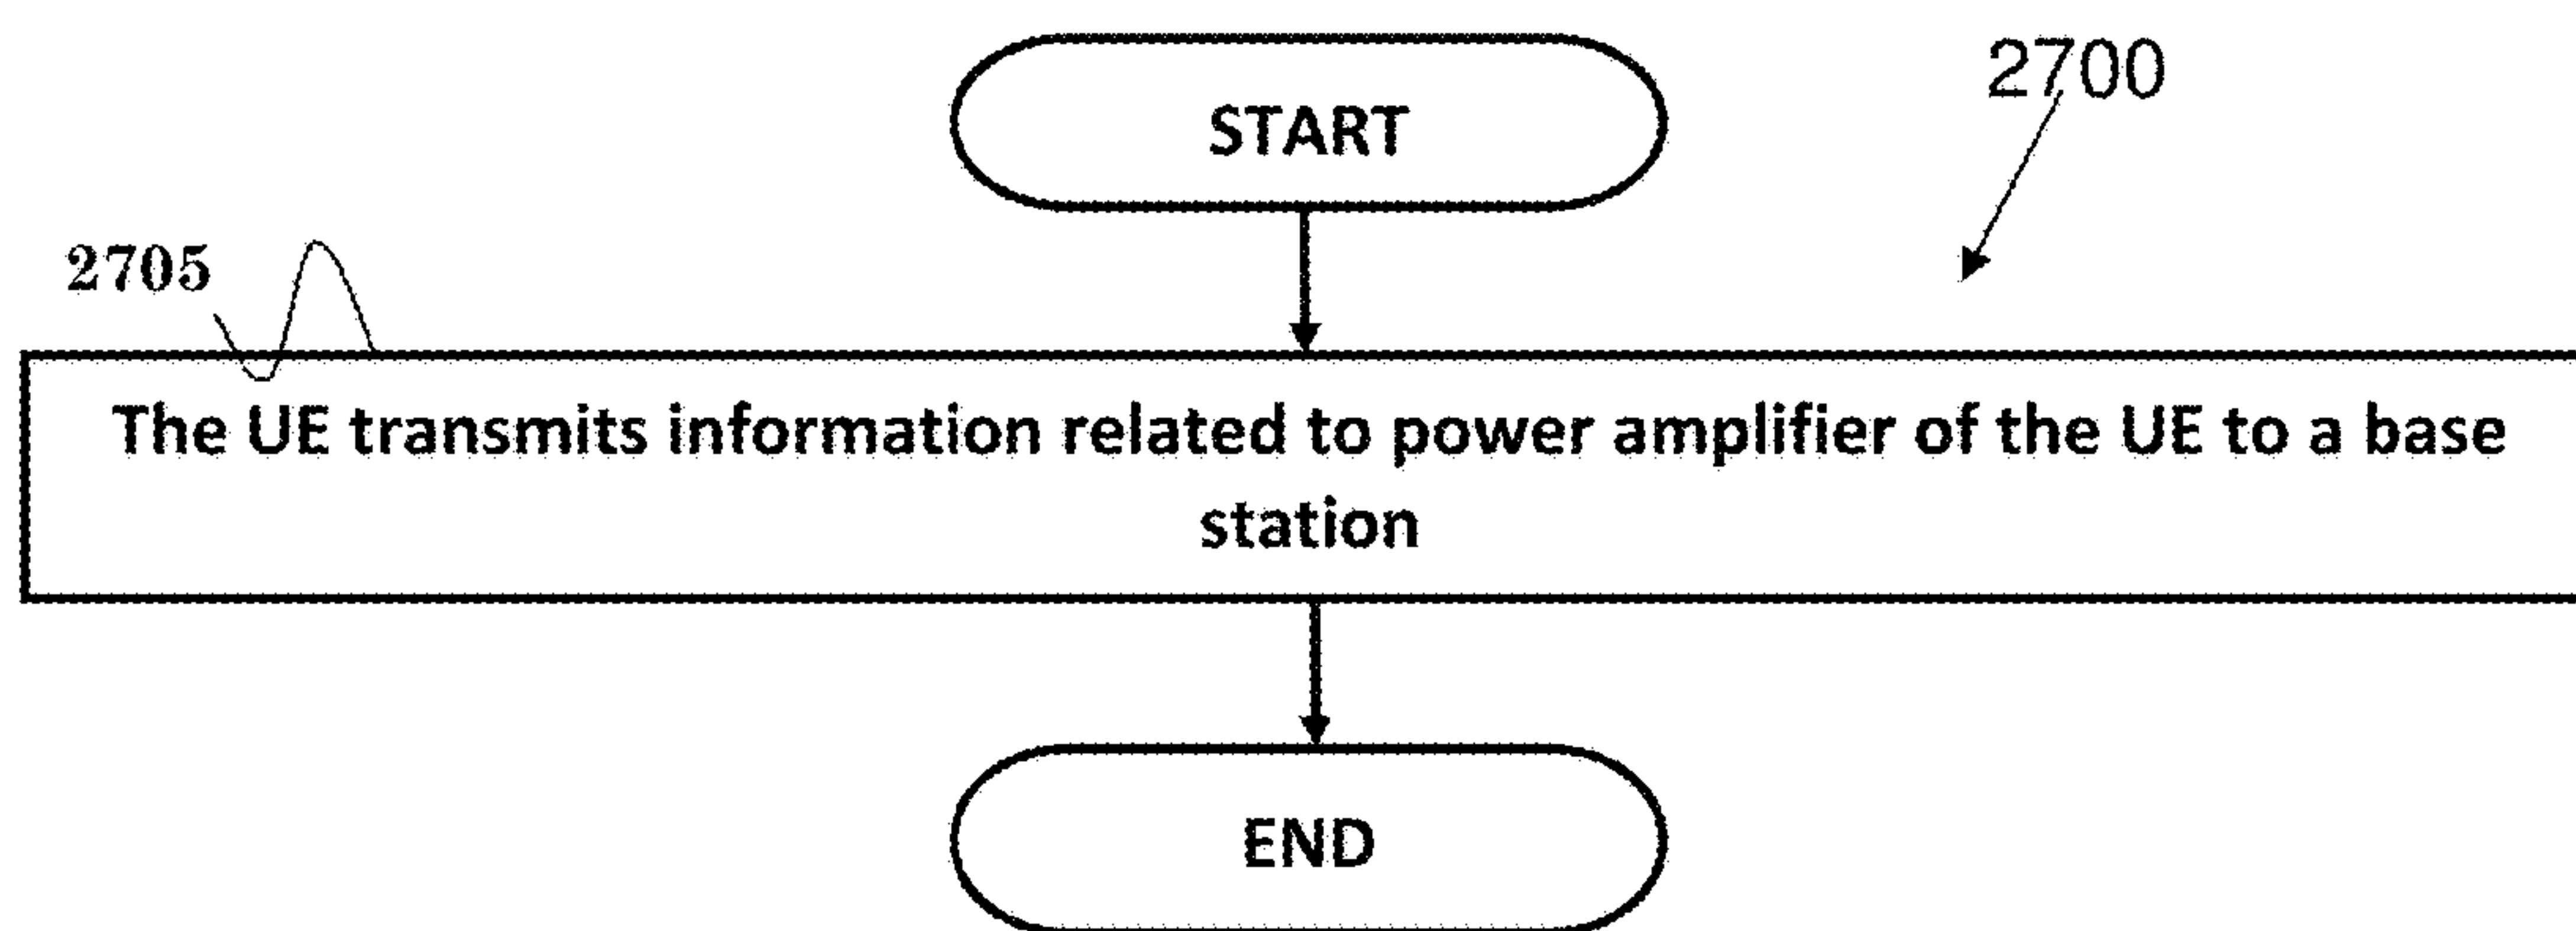 START
2700
2705
The UE transmits information related to power amplifier of the UE to a base
station
END